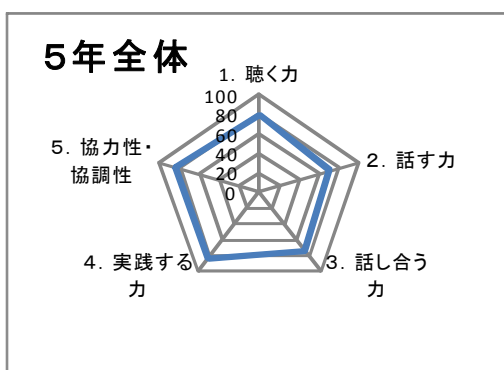 5年全体
1. 聴く力
100
80
60
40
20
0
2. 話す力
3. 話し合う
力
4. 実践する
力
5. 協力性・
協調性